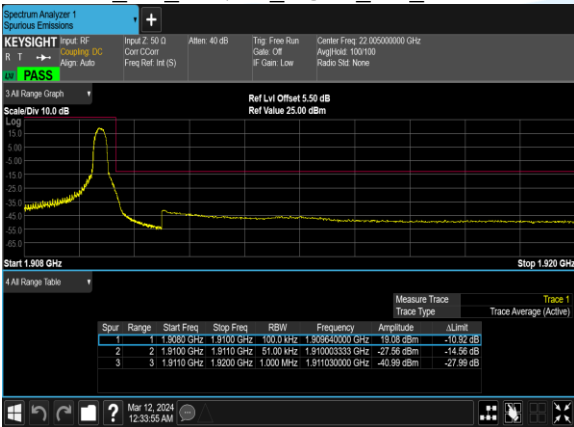 Spectrum Analyzer 1
Spurious Emissions
+
KEYSIGHT Input: RF Input Z: 50 Ω Atten: 40 dB Trig: Free Run Center Freq: 22.005000000 GHz
R T Coupling: DC Corr CCorr Gate: Off Avg|Hold: 100/100
Align: Auto Freq Ref: Int (S) IF Gain: Low Radio Std: None
PASS
3 All Range Graph
Ref Lvl Offset 5.50 dB
Scale/Div 10.0 dB Ref Value 25.00 dBm
Log
15.0
5.00
-5.00
-15.0
-25.0
-35.0
-45.0
-55.0
-65.0
Start 1.908 GHz Stop 1.920 GHz
4 All Range Table
Measure Trace Trace 1
Trace Type Trace Average (Active)
Spur Range Start Freq Stop Freq RBW Frequency Amplitude ΔLimit
1 1 1.9080 GHz 1.9100 GHz 100.0 kHz 1.909640000 GHz 19.08 dBm -10.92 dB
2 2 1.9100 GHz 1.9110 GHz 51.00 kHz 1.910003333 GHz -27.56 dBm -14.56 dB
3 3 1.9110 GHz 1.9200 GHz 1.000 MHz 1.911030000 GHz -40.99 dBm -27.99 dB
? Mar 12, 2024
12:33:55 AM